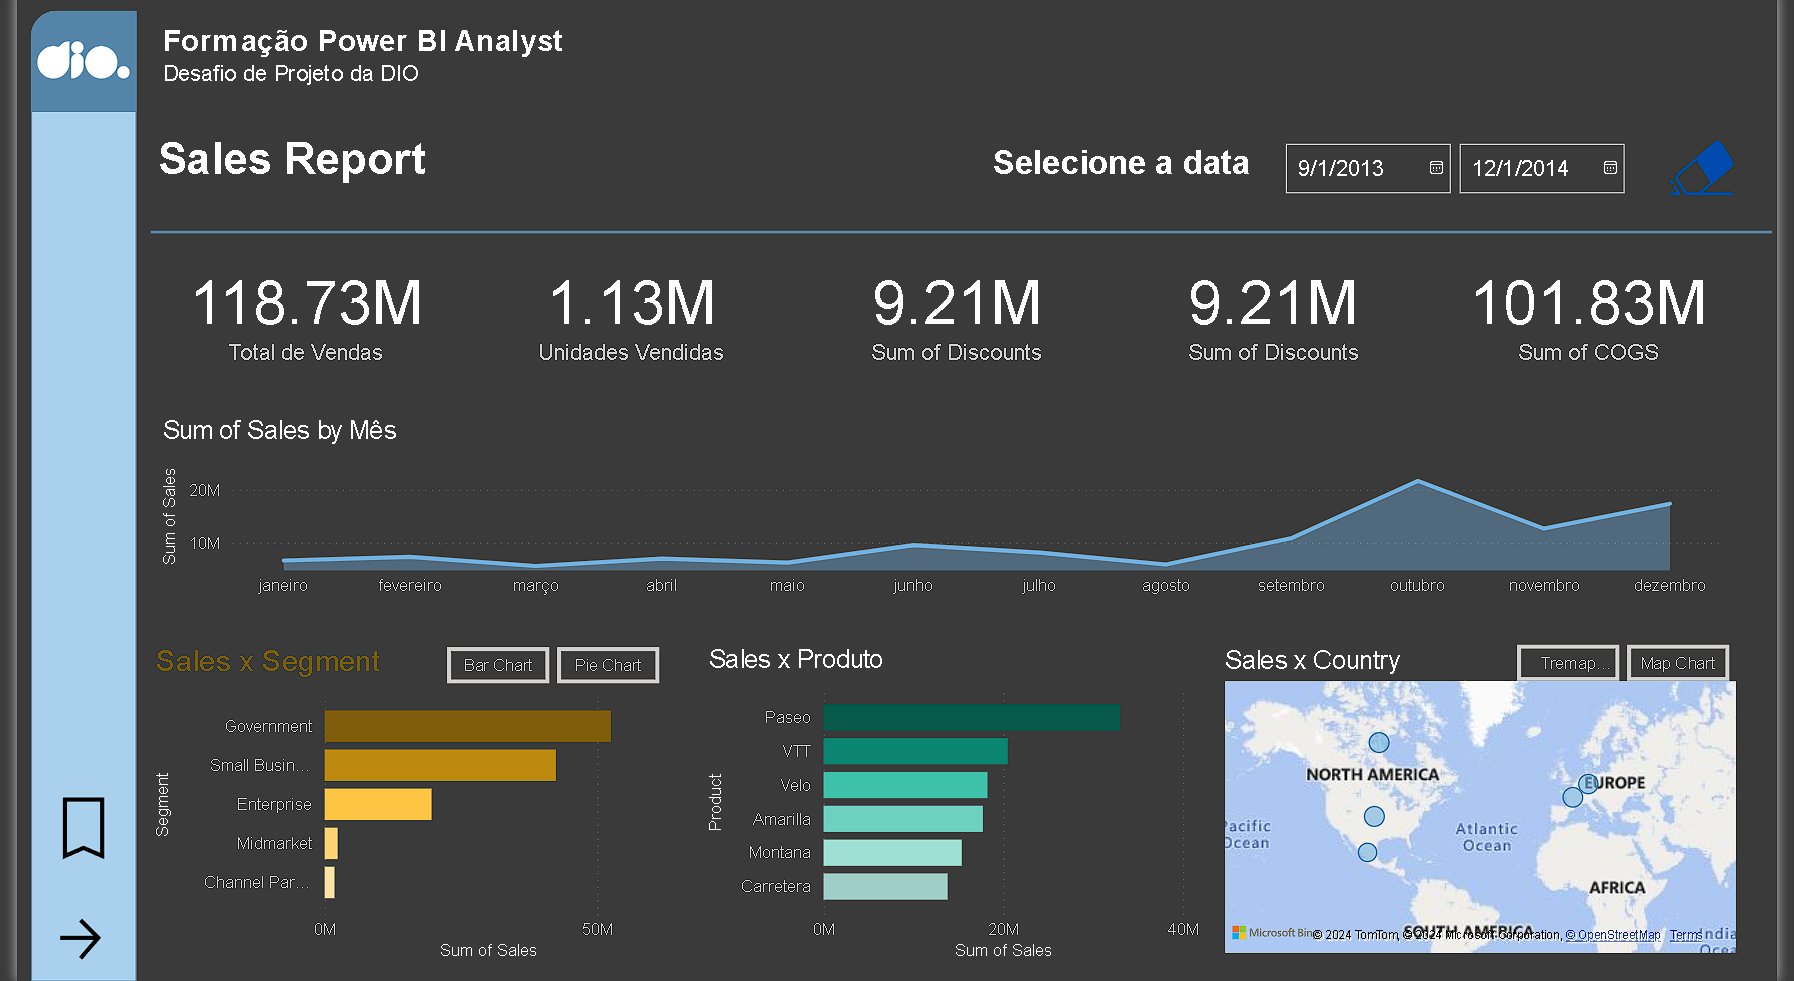 dio.
Formação Power BI Analyst
Desafio de Projeto da DIO
Sales Report
Selecione a data
9/1/2013
12/1/2014
118.73M
Total de Vendas
1.13M
Unidades Vendidas
9.21M
Sum of Discounts
9.21M
Sum of Discounts
101.83M
Sum of COGS
Sum of Sales by Mês
Sum of Sales
20M
10M
janeiro fevereiro março abril maio junho julho agosto setembro outubro novembro dezembro
Sales x Segment
Bar Chart
Pie Chart
Segment
Government
Small Busin...
Enterprise
Midmarket
Channel Par...
0M 50M
Sum of Sales
Sales x Produto
Product
Paseo
VTT
Velo
Amarilla
Montana
Carretera
0M 20M 40M
Sum of Sales
Sales x Country
Tremap...
Map Chart
NORTH AMERICA
EUROPE
Pacific
Ocean
Atlantic
Ocean
AFRICA
SOUTH AMERICA
India
Ocea
Microsoft Bing
© 2024 TomTom, © 2024 Microsoft Corporation, © OpenStreetMap Terms